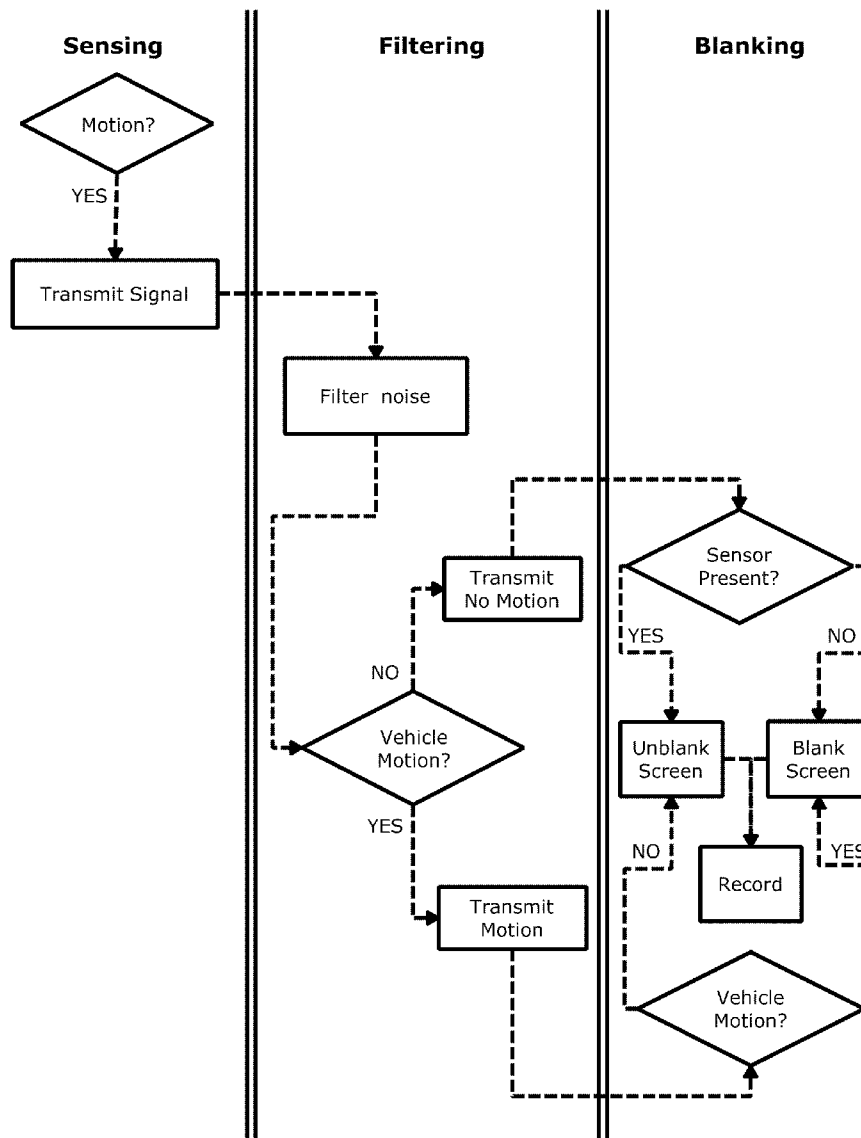 Sensing
Filtering
Blanking
Motion?
YES
Transmit Signal
Filter noise
Transmit
No Motion
Sensor
Present?
YES
NO
NO
Vehicle
Motion?
Unblank
Screen
Blank
Screen
YES
NO
YES
Record
Transmit
Motion
Vehicle
Motion?